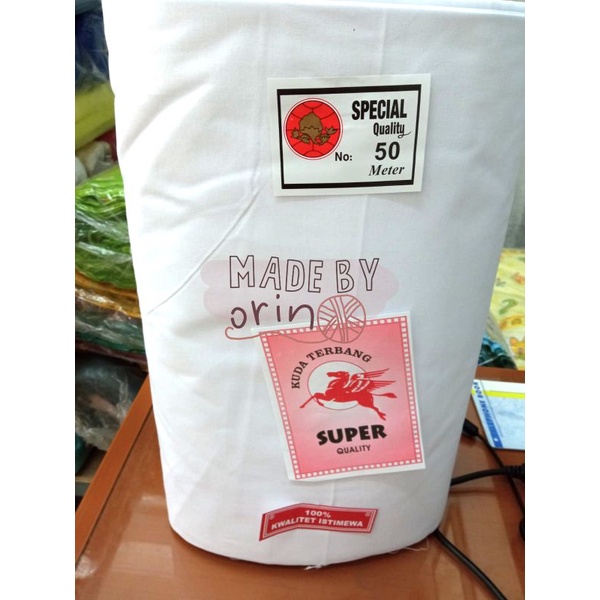 SPECIAL
Quality
No: 50
Meter
MADE BY
orin
KUDA TERBANG
SUPER
QUALITY
100%
KWALITET ISTIMEWA